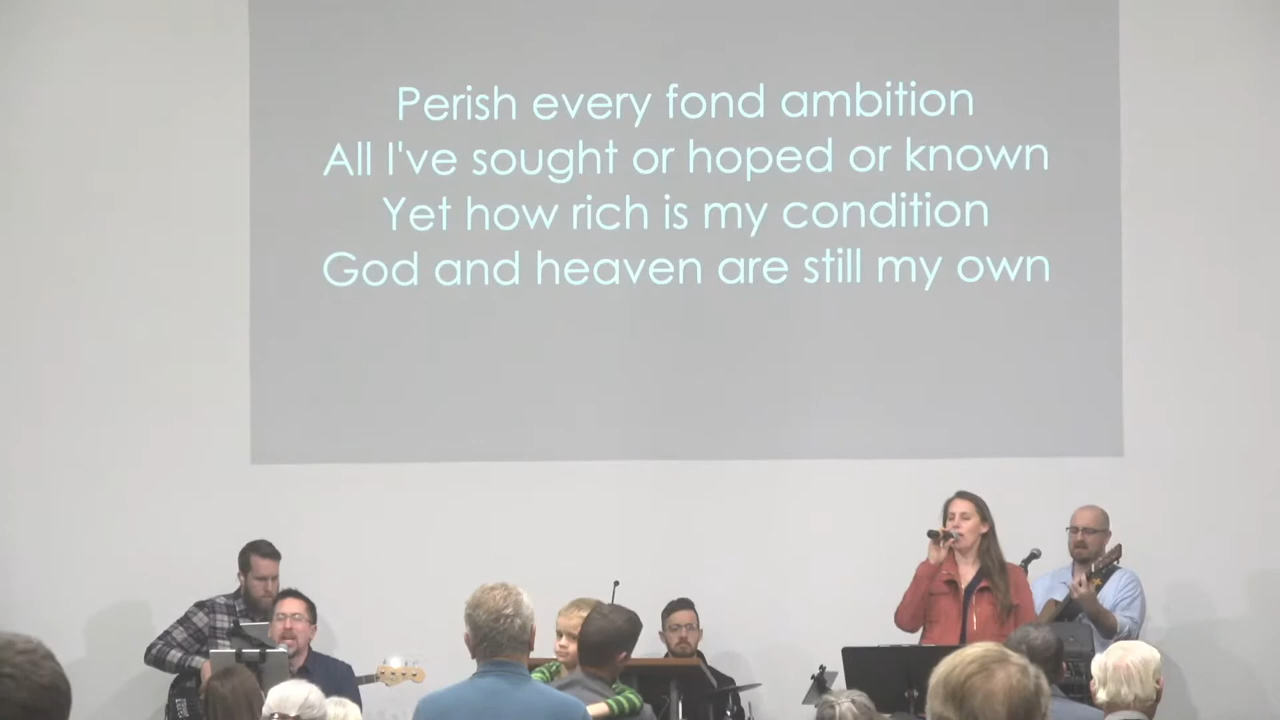 Perish every fond ambition
All I've sought or hoped or known
Yet how rich is my condition
God and heaven are still my own